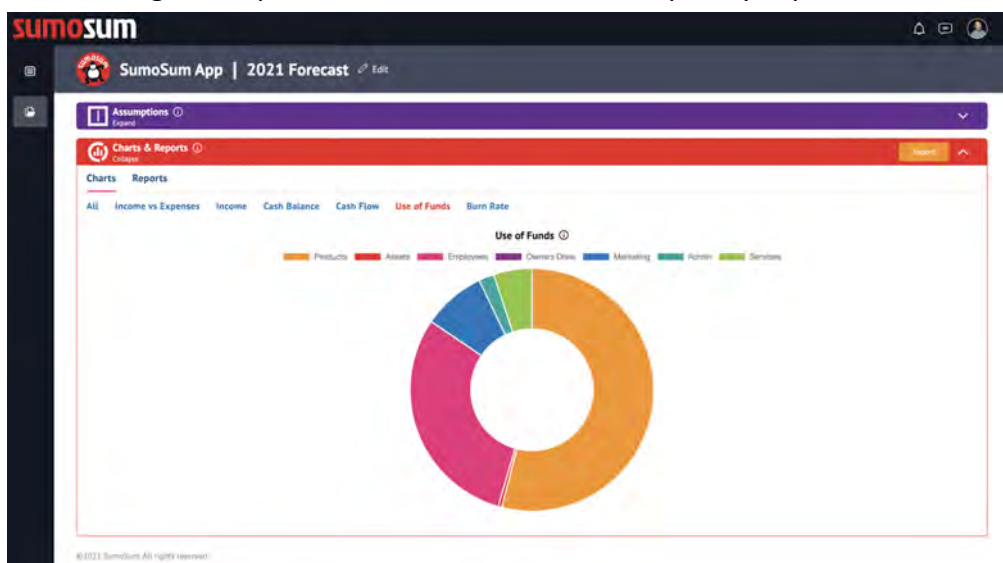 sumosum
SumoSum App | 2021 Forecast Edit
Assumptions
Expand
Charts & Reports
Collapse
Export
Charts Reports
All Income vs Expenses Income Cash Balance Cash Flow Use of Funds Burn Rate
Use of Funds
Products Assets Employees Owners Draw Marketing Admin Services
©2021 SumoSum All rights reserved